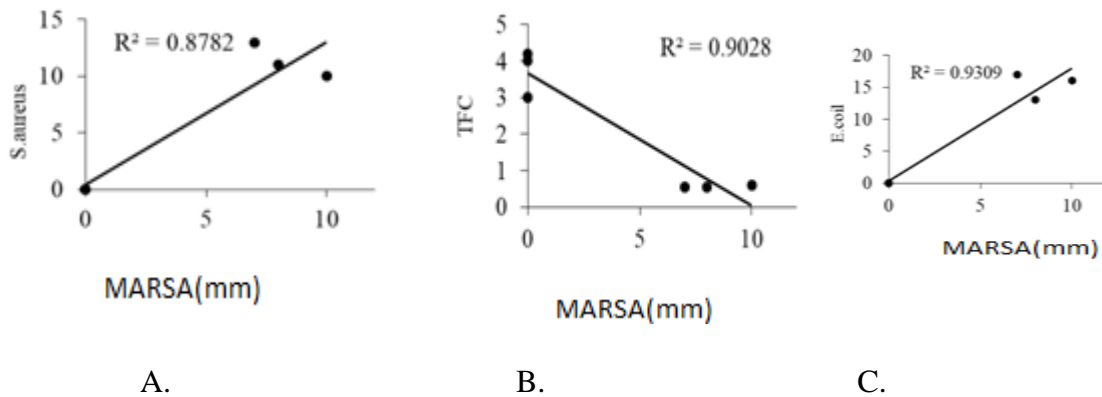 15
10
5
0
S.aureus
R² = 0.8782
0 5 10
MARSA(mm)
A.
5
4
3
2
1
0
TFC
R² = 0.9028
0 5 10
MARSA(mm)
B.
20
15
10
5
0
E.coil
R² = 0.9309
0 5 10
MARSA(mm)
C.